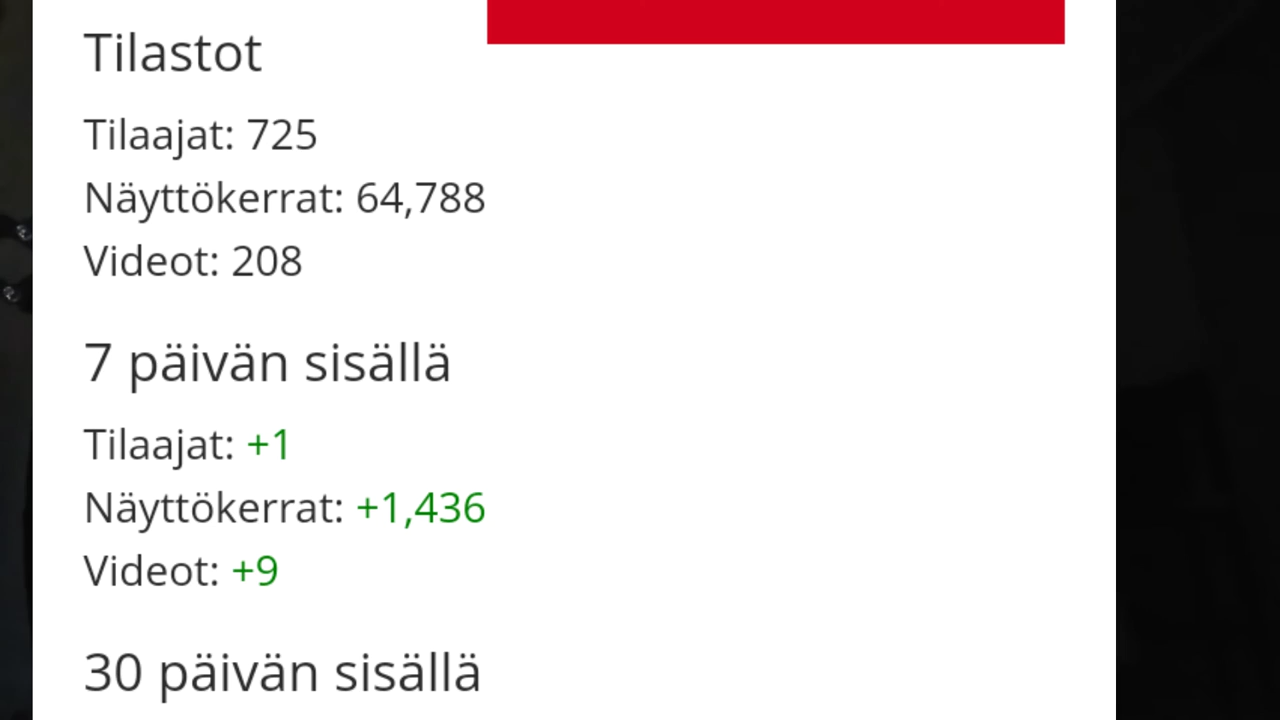 Tilastot
Tilaajat: 725
Näyttökerrat: 64,788
Videot: 208
7 päivän sisällä
Tilaajat: +1
Näyttökerrat: +1,436
Videot: +9
30 päivän sisällä